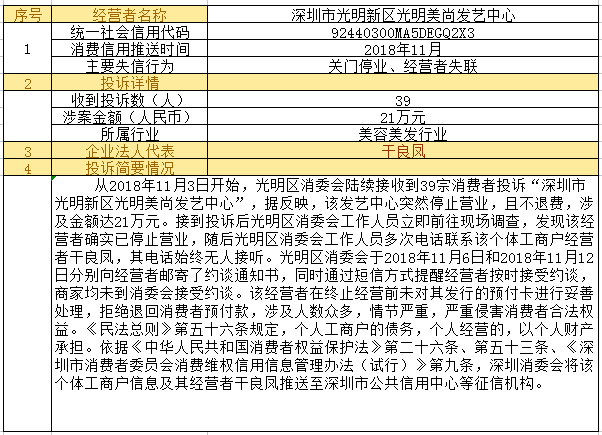 序号 经营者名称 深圳市光明新区光明美尚发艺中心
1 统一社会信用代码 92440300MA5DEGQ2X3
消费信用推送时间 2018年11月
主要失信行为 关门停业、经营者失联
2 投诉详情
收到投诉数（人） 39
涉案金额（人民币） 21万元
所属行业 美容美发行业
3 企业法人代表 干良凤
4 投诉简要情况
从2018年11月3日开始，光明区消委会陆续接收到39宗消费者投诉“深圳市
光明新区光明美尚发艺中心”，据反映，该发艺中心突然停止营业，且不退费，涉
及金额达21万元。接到投诉后光明区消委会工作人员立即前往现场调查，发现该经
营者确实已停止营业，随后光明区消委会工作人员多次电话联系该个体工商户经营
者干良凤，其电话始终无人接听。光明区消委会于2018年11月6日和2018年11月12
日分别向经营者邮寄了约谈通知书，同时通过短信方式提醒经营者按时接受约谈，
商家均未到消委会接受约谈。该经营者在终止经营前未对其发行的预付卡进行妥善
处理，拒绝退回消费者预付款，涉及人数众多，情节严重，严重侵害消费者合法权
益。《民法总则》第五十六条规定，个人工商户的债务，个人经营的，以个人财产
承担。依据《中华人民共和国消费者权益保护法》第二十六条、第五十三条、《深
圳市消费者委员会消费维权信用信息管理办法（试行）》第九条，深圳消委会将该
个体工商户信息及其经营者干良凤推送至深圳市公共信用中心等征信机构。